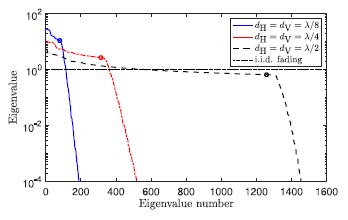 10^2
10^0
10^-2
10^-4
Eigenvalue
0 200 400 600 800 1000 1200 1400 1600
Eigenvalue number
d_H = d_V = λ/8
d_H = d_V = λ/4
d_H = d_V = λ/2
i.i.d. fading